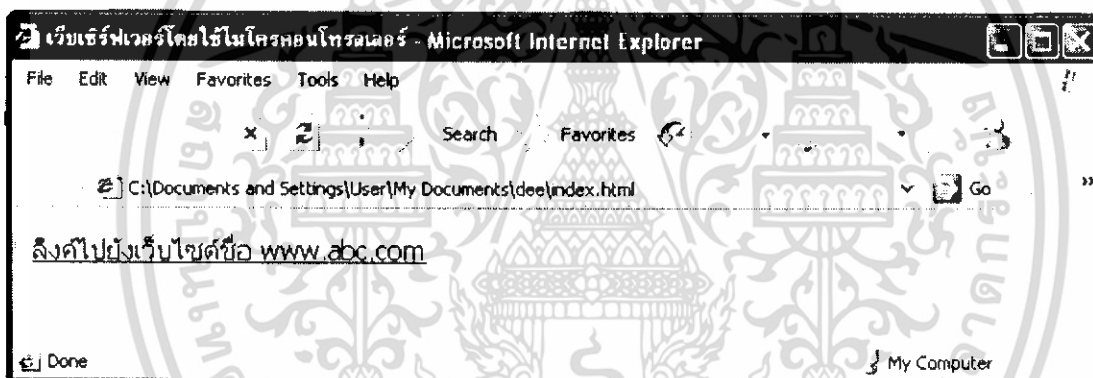 เว็บเซิร์ฟเวอร์โดยใช้ไมโครคอนโทรลเลอร์ - Microsoft Internet Explorer
File Edit View Favorites Tools Help
Search Favorites
C:\Documents and Settings\User\My Documents\dee\index.html Go
ลิงค์ไปยังเว็บไซต์ชื่อ www.abc.com
Done My Computer